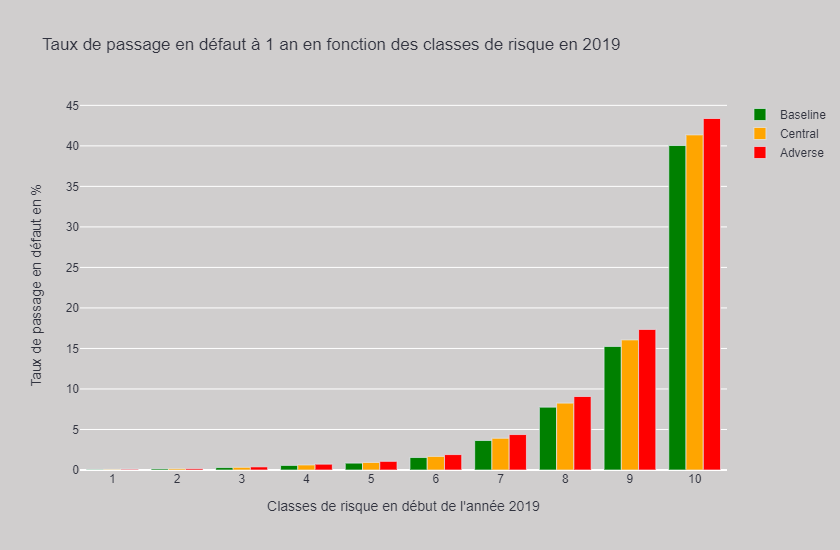 Taux de passage en défaut à 1 an en fonction des classes de risque en 2019
Baseline
Central
Adverse
Taux de passage en défaut en %
45
40
35
30
25
20
15
10
5
0
1 2 3 4 5 6 7 8 9 10
Classes de risque en début de l'année 2019